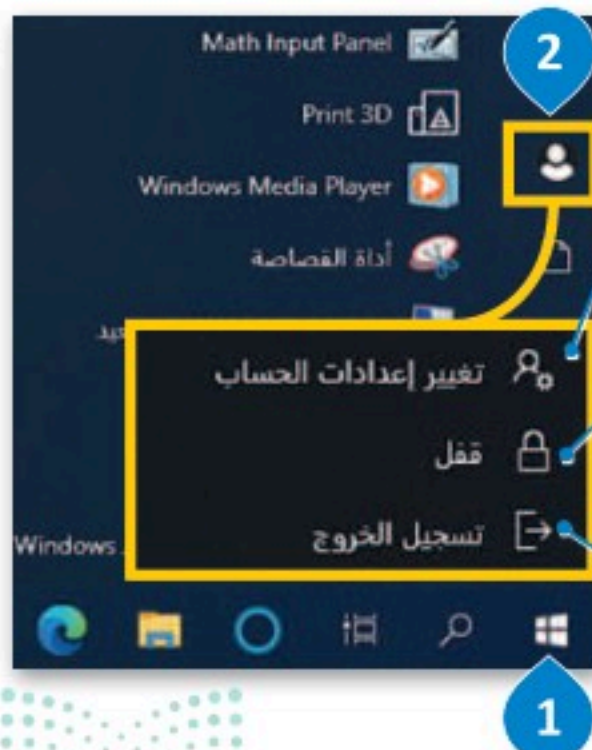 Math Input Panel
2
Print 3D
Windows Media Player
أداة القصاصة
تغيير إعدادات الحساب
قفل
تسجيل الخروج
Windows
1